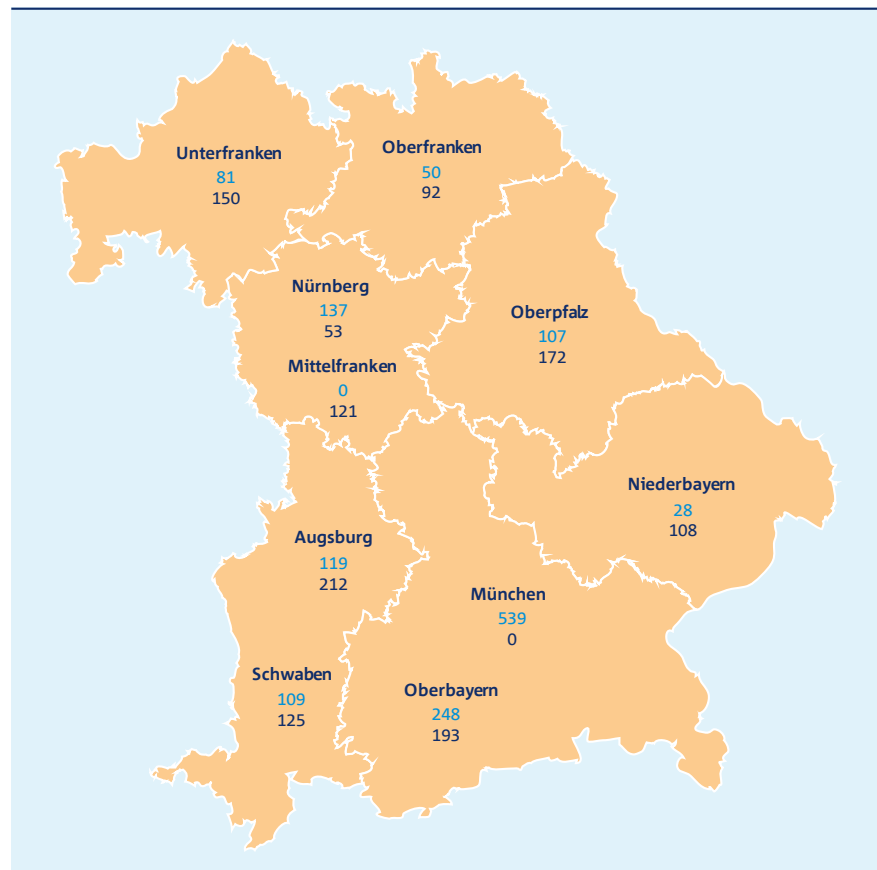 Unterfranken
81
150
Oberfranken
50
92
Nürnberg
137
53
Mittelfranken
0
121
Oberpfalz
107
172
Niederbayern
28
108
Augsburg
119
212
München
539
0
Schwaben
109
125
Oberbayern
248
193